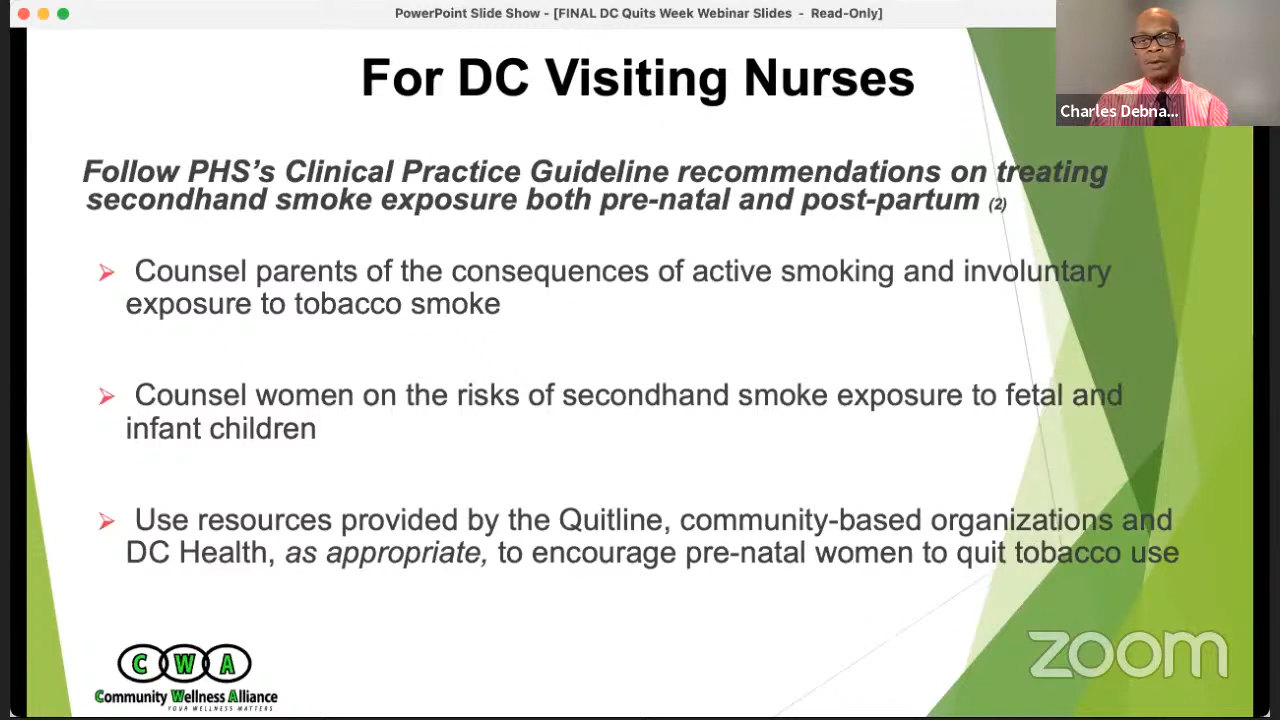 PowerPoint Slide Show - [FINAL DC Quits Week Webinar Slides - Read-Only]
For DC Visiting Nurses
Charles Debna...
Follow PHS's Clinical Practice Guideline recommendations on treating
secondhand smoke exposure both pre-natal and post-partum (2)
Counsel parents of the consequences of active smoking and involuntary
exposure to tobacco smoke
Counsel women on the risks of secondhand smoke exposure to fetal and
infant children
Use resources provided by the Quitline, community-based organizations and
DC Health, as appropriate, to encourage pre-natal women to quit tobacco use
CWA
Community Wellness Alliance
YOUR WELLNESS MATTERS
zoom